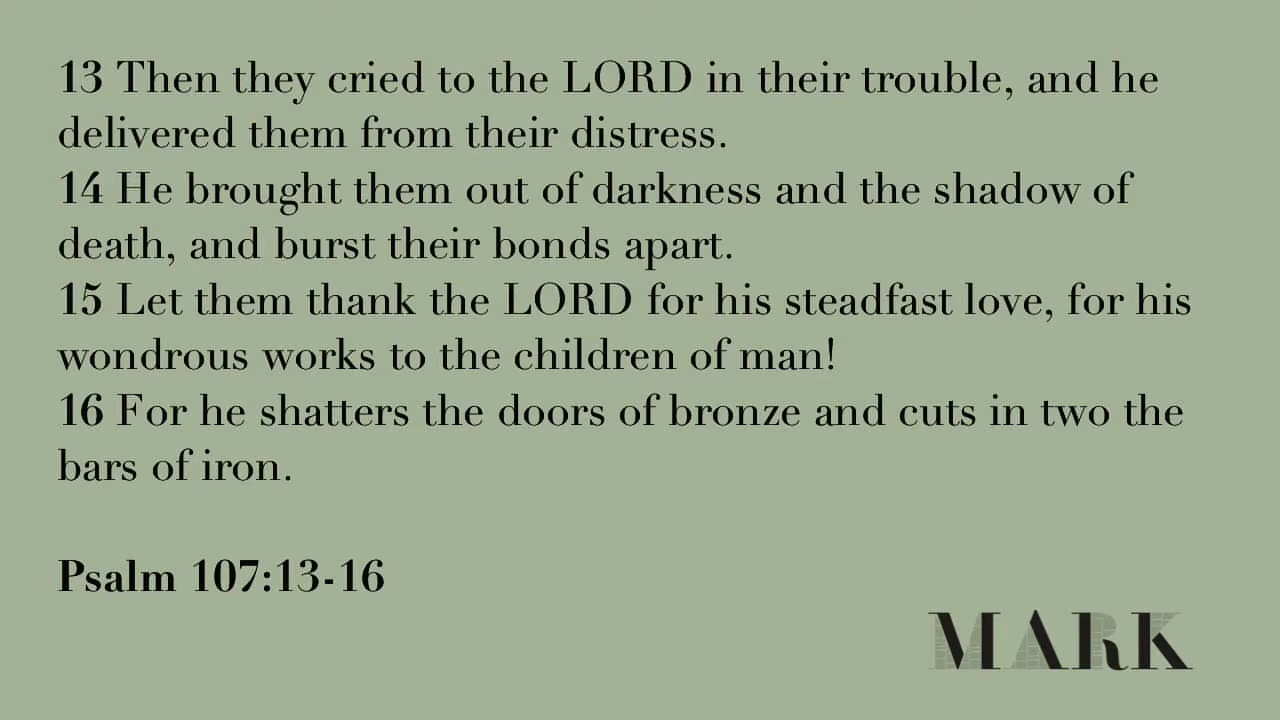 13 Then they cried to the LORD in their trouble, and he
delivered them from their distress.
14 He brought them out of darkness and the shadow of
death, and burst their bonds apart.
15 Let them thank the LORD for his steadfast love, for his
wondrous works to the children of man!
16 For he shatters the doors of bronze and cuts in two the
bars of iron.
Psalm 107:13-16
MARK